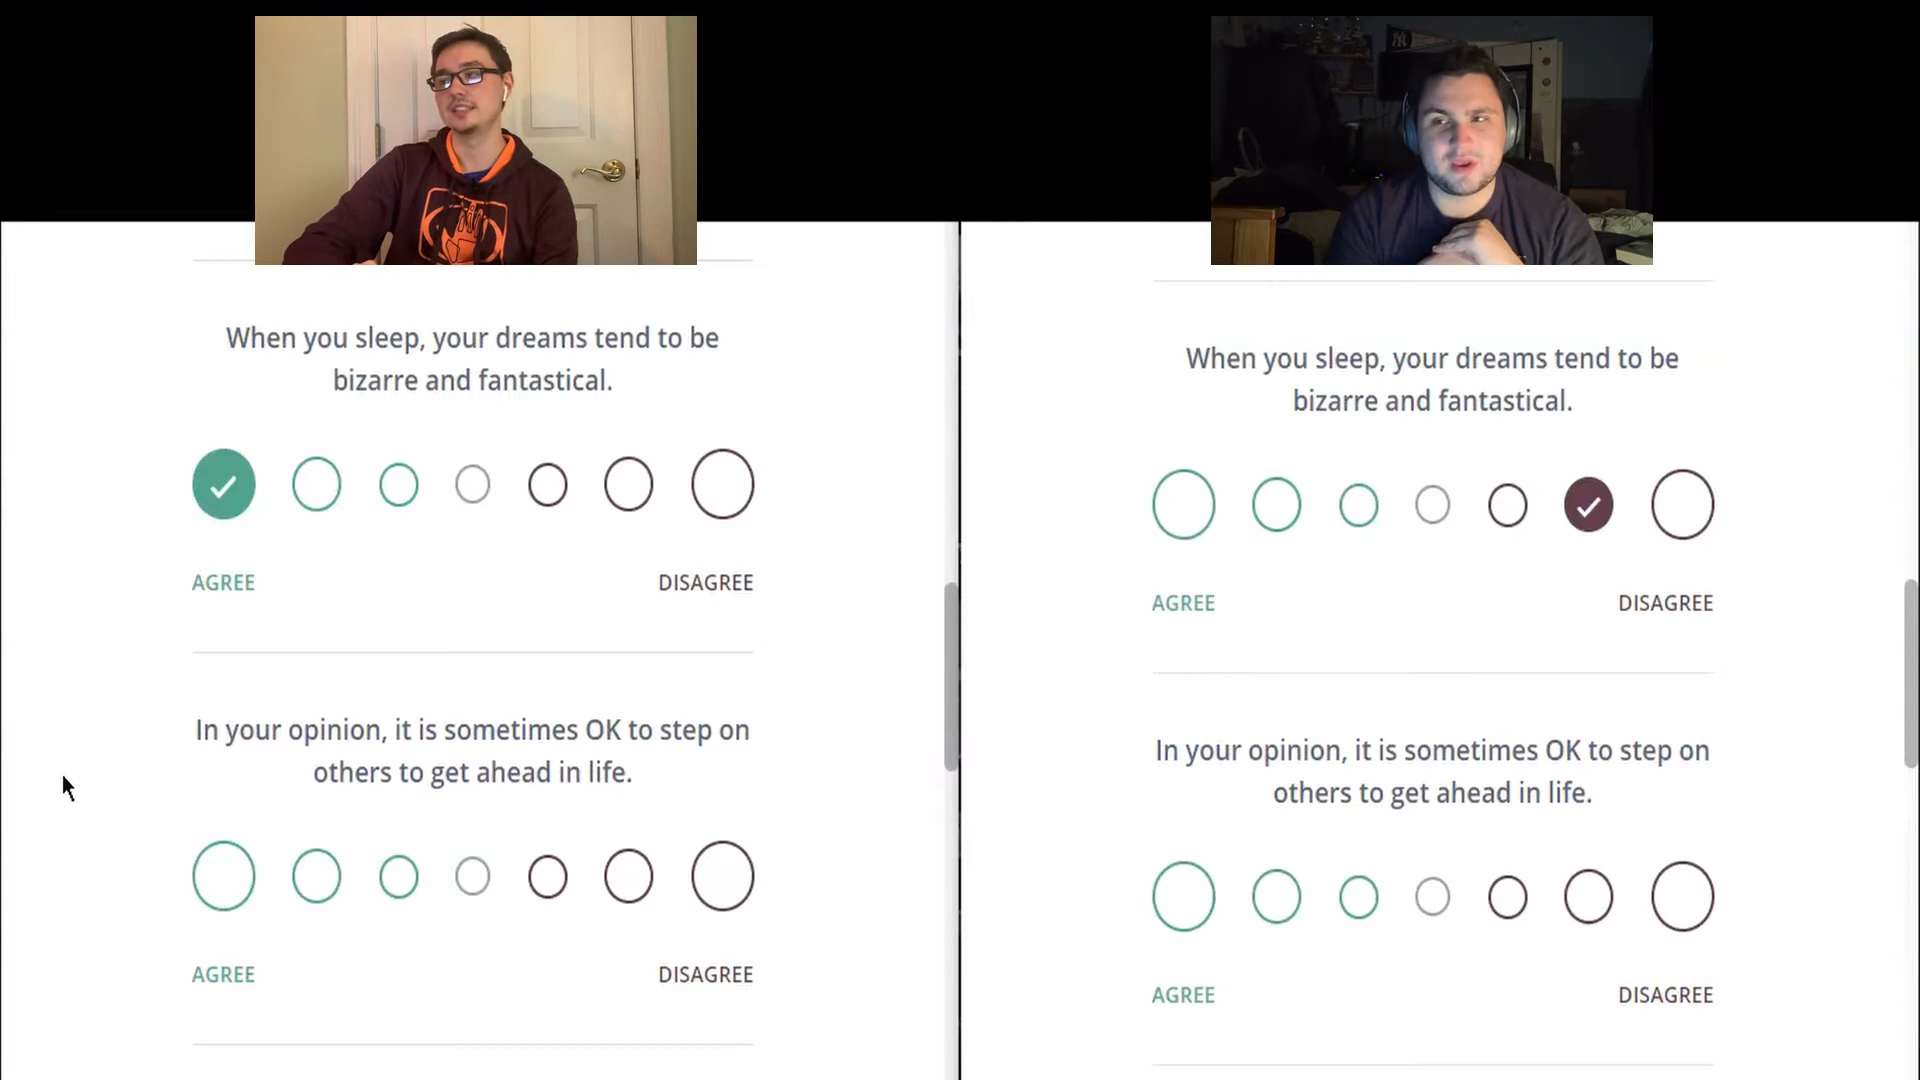 When you sleep, your dreams tend to be
bizarre and fantastical.
AGREE
DISAGREE
In your opinion, it is sometimes OK to step on
others to get ahead in life.
AGREE
DISAGREE
When you sleep, your dreams tend to be
bizarre and fantastical.
AGREE
DISAGREE
In your opinion, it is sometimes OK to step on
others to get ahead in life.
AGREE
DISAGREE